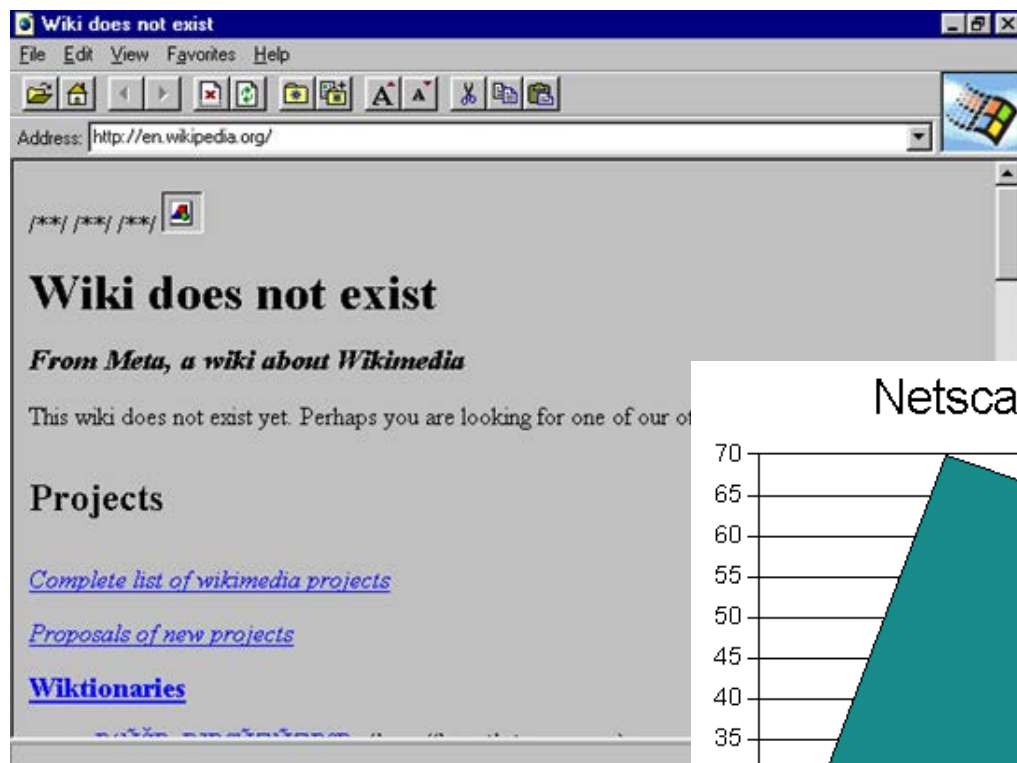 Wiki does not exist
File Edit View Favorites Help
Address: http://en.wikipedia.org/
/**/ /**/ /**/
Wiki does not exist
From Meta, a wiki about Wikimedia
This wiki does not exist yet. Perhaps you are looking for one of our
Projects
Complete list of wikimedia projects
Proposals of new projects
Wiktionaries
70
65
60
55
50
45
40
35